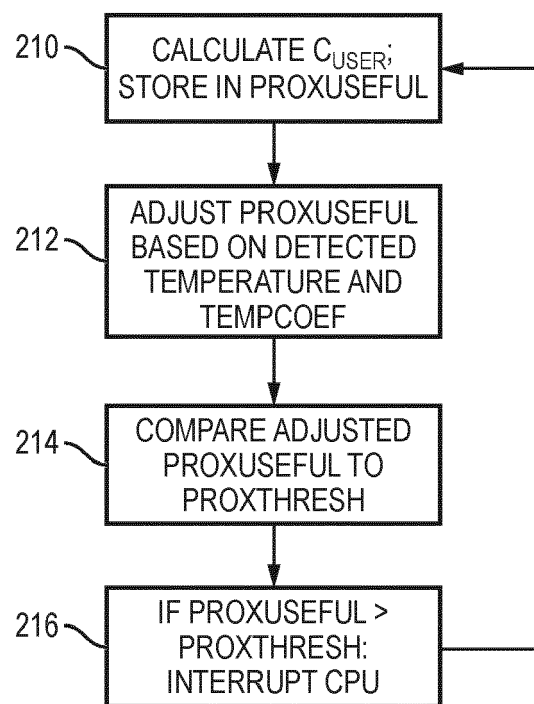 210
CALCULATE CUSER;
STORE IN PROXUSEFUL
212
ADJUST PROXUSEFUL
BASED ON DETECTED
TEMPERATURE AND
TEMPCOEF
214
COMPARE ADJUSTED
PROXUSEFUL TO
PROXTHRESH
216
IF PROXUSEFUL >
PROXTHRESH:
INTERRUPT CPU